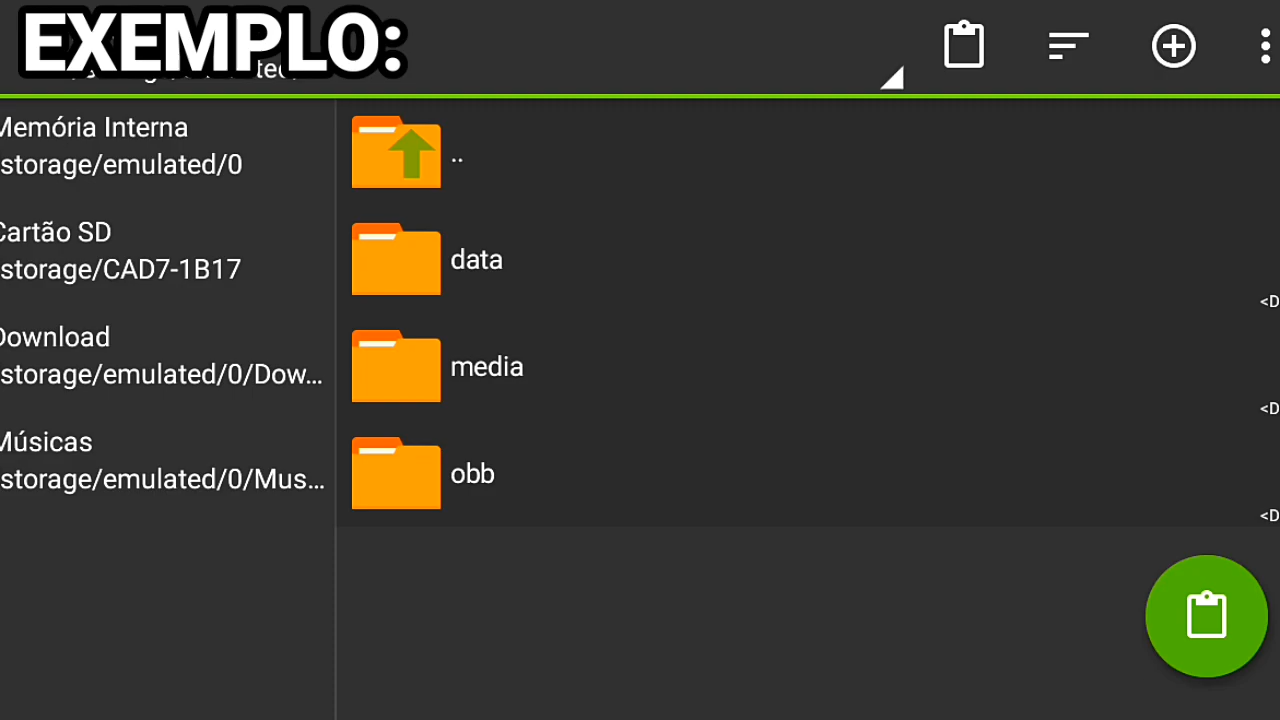 EXEMPLO:
Memória Interna
storage/emulated/0
Cartão SD
storage/CAD7-1B17
Download
storage/emulated/0/Dow...
Músicas
storage/emulated/0/Mus...
..
data
<D
media
<D
obb
<D